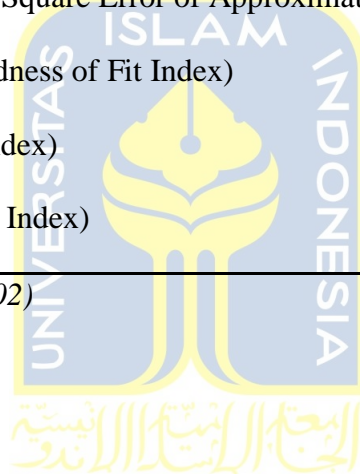 Square Error of Approximat
ISLAM
dness of Fit Index)
UNIVERSITAS
INDONESIA
dex)
Index)
02)